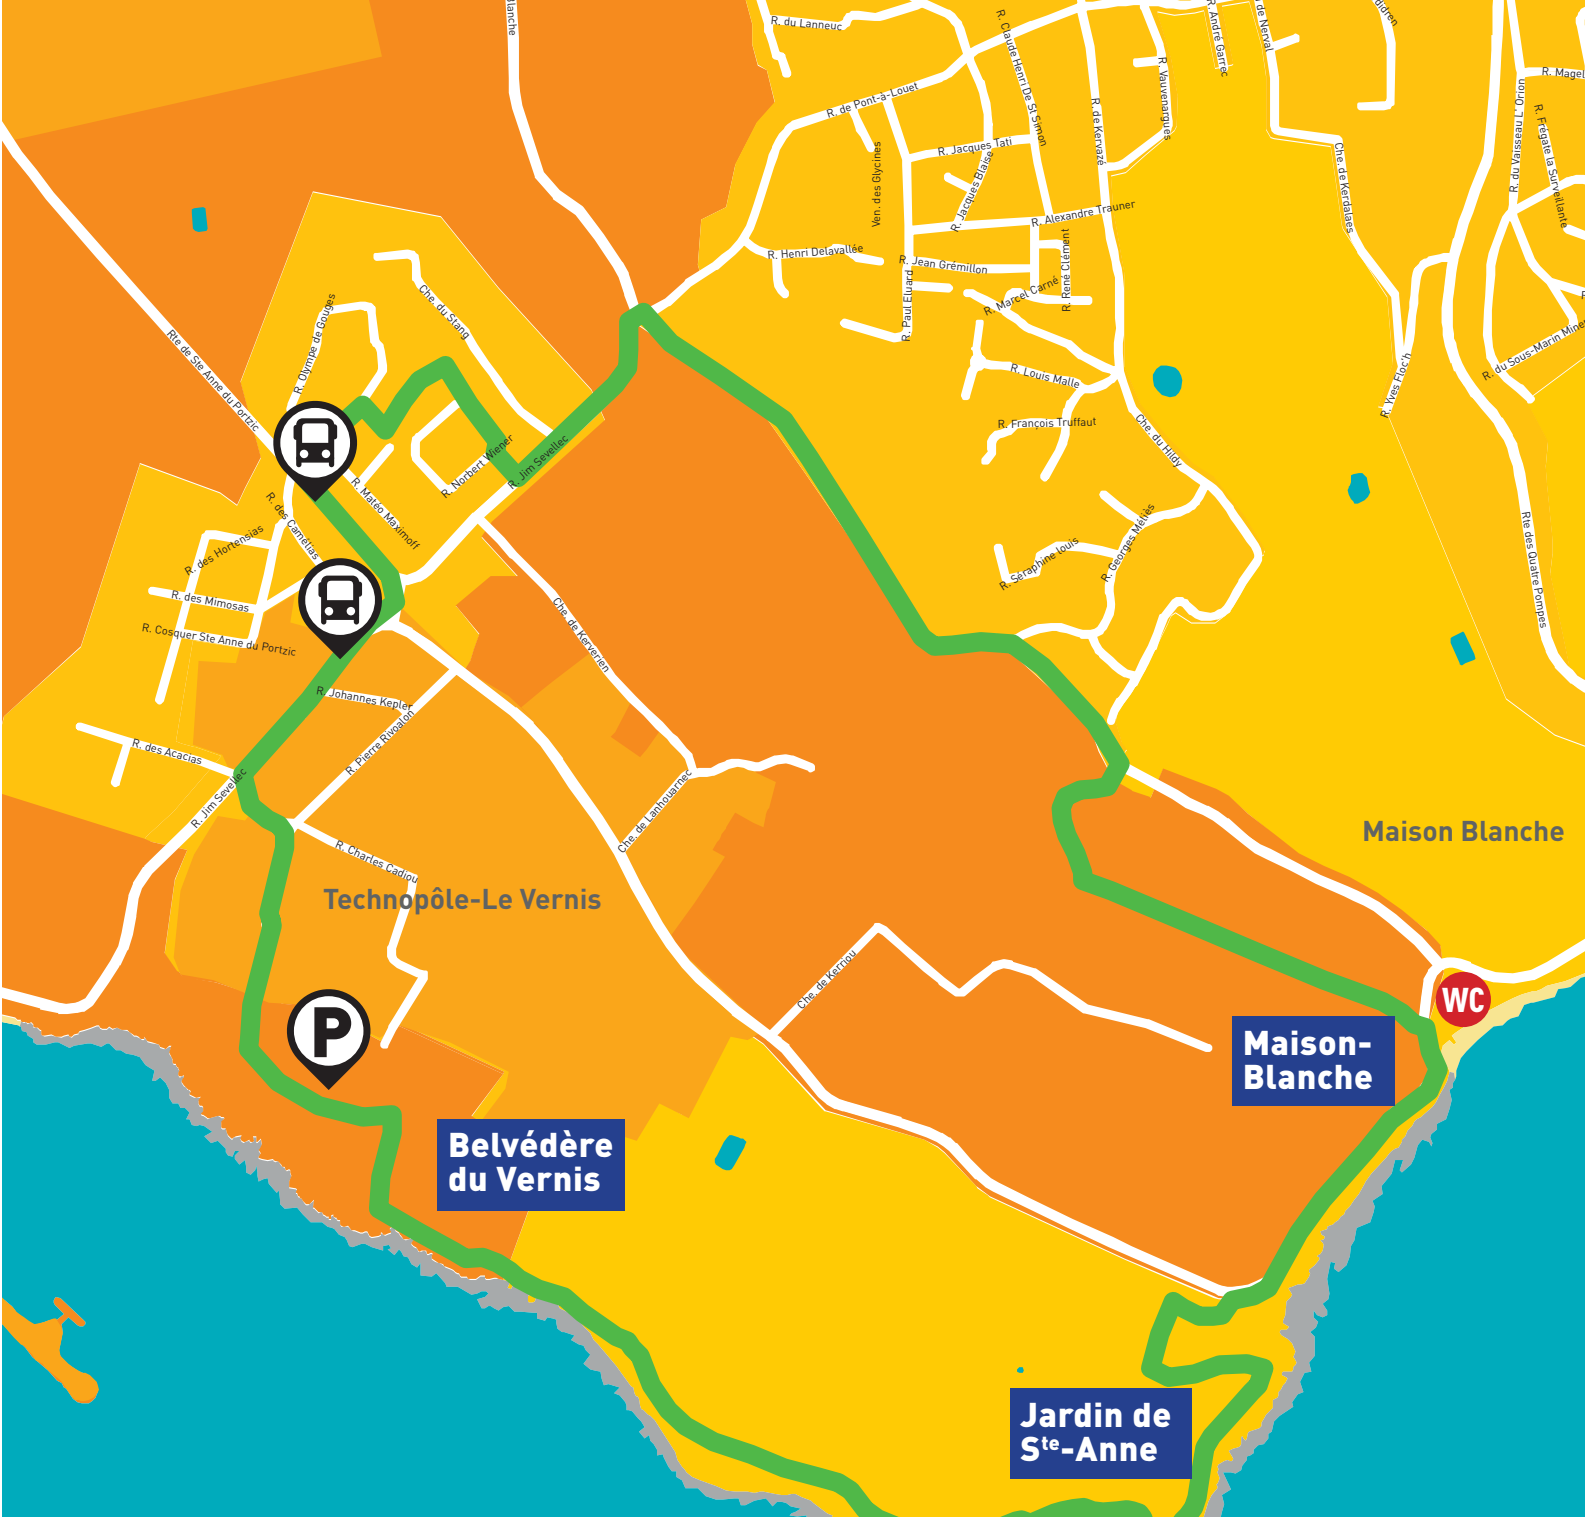 Blanche
R. du Lanneuc
R. Claude Henri De St Simon
R. André Garrec
de Nerval
R. Vauvenargues
R. de Kervazé
R. Magel
R. du Vaisseau L' Orion
R. Frégate la Surveillante
R. de Pont-à-Louet
Ven. des Glycines
R. Jacques Tati
R. Jacques Blaise
Che. de Kerdalaes
R. Alexandre Trauner
R. Henri Delavallée
R. Jean Grémillon
R. René Clément
R. Marcel Carné
R. Paul Eluard
R. Olympe de Gouges
Che. du Stang
Rte de Ste Anne du Portzic
R. Louis Malle
R. Yves Floc'h
R. du Sous-Marin Mine
R. François Truffaut
Che. du Hildy
R. Jim Sevellec
R. Norbert Wiener
R. Matéo Maximoff
R. des Camélias
R. des Hortensias
R. Georges Méliès
R. Séraphine louis
Rte des Quatre Pompes
R. des Mimosas
R. Cosquer Ste Anne du Portzic
Che. de Kerverien
R. Johannes Kepler
R. Pierre Rivoalon
R. des Acacias
R. Jim Sevellec
Che. de Lanhouarnec
Maison Blanche
R. Charles Cadiou
Technopôle-Le Vernis
Che. de Kerriou
WC
P
Maison-
Blanche
Belvédère
du Vernis
Jardin de
Ste-Anne